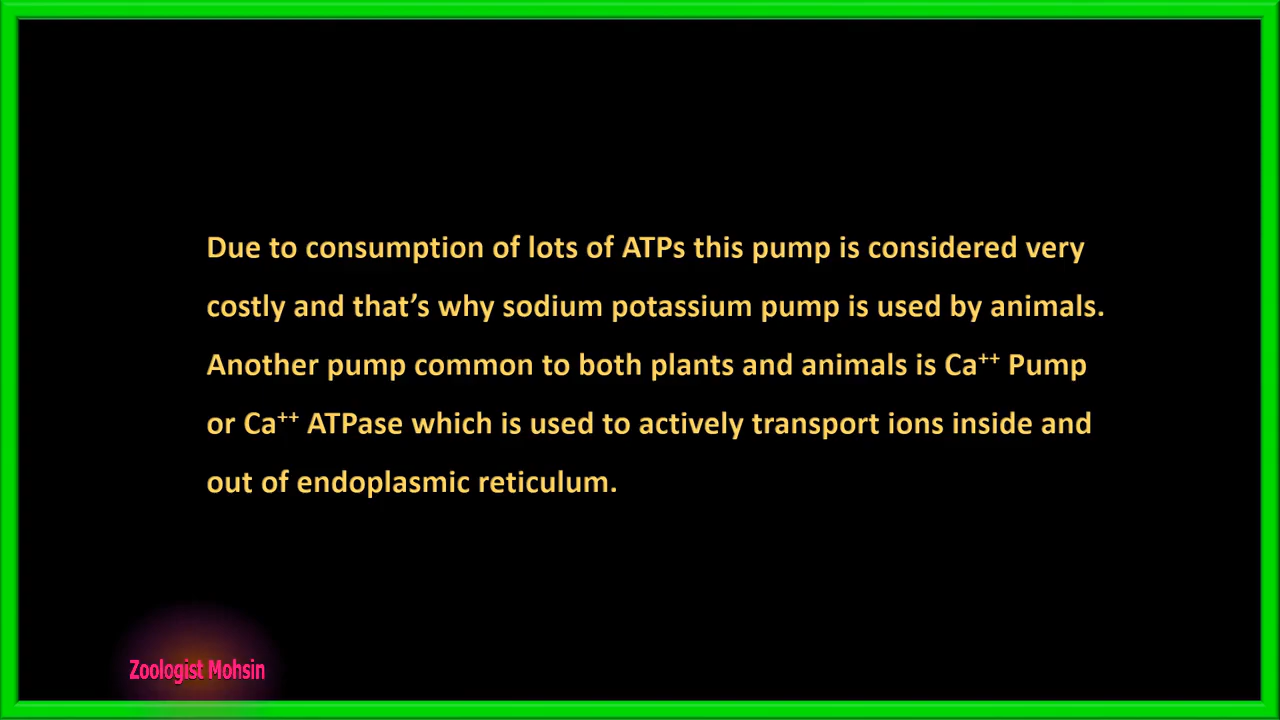 Due to consumption of lots of ATPs this pump is considered very
costly and that’s why sodium potassium pump is used by animals.
Another pump common to both plants and animals is Ca⁺⁺ Pump
or Ca⁺⁺ ATPase which is used to actively transport ions inside and
out of endoplasmic reticulum.
Zoologist Mohsin